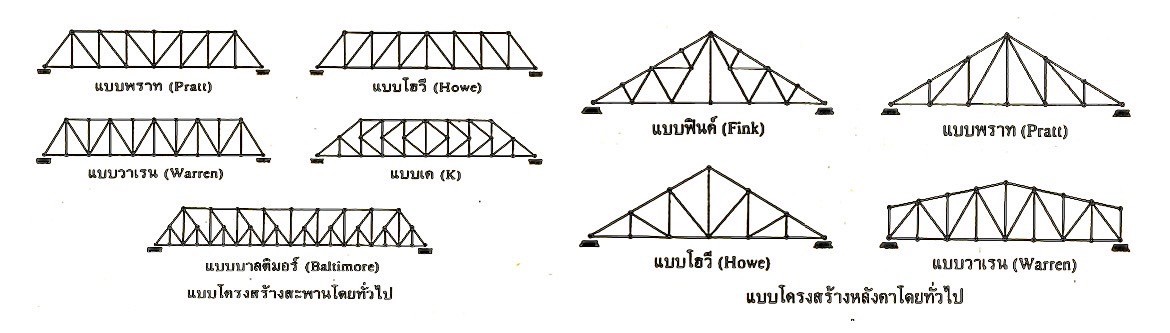 แบบพราท (Pratt)
แบบโฮวี (Howe)
แบบวาเรน (Warren)
แบบเค (K)
แบบบาลติมอร์ (Baltimore)
แบบโครงสร้างสะพานโดยทั่วไป
แบบฟินค์ (Fink)
แบบพราท (Pratt)
แบบโฮวี (Howe)
แบบวาเรน (Warren)
แบบโครงสร้างหลังคาโดยทั่วไป